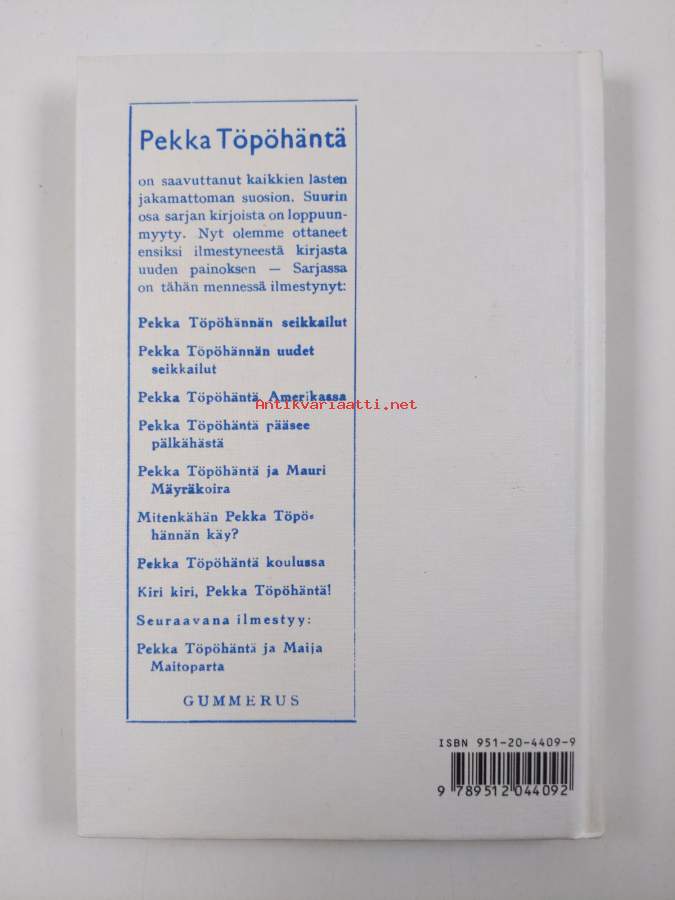 Pekka Töpöhäntä
on saavuttanut kaikkien lasten
jakamattoman suosion. Suurin
osa sarjan kirjoista on loppuun-
myyty. Nyt olemme ottaneet
ensiksi ilmestyneestä kirjasta
uuden painoksen — Sarjassa
on tähän mennessä ilmestynyt:
Pekka Töpöhännän seikkailut
Pekka Töpöhännän uudet
seikkailut
Pekka Töpöhäntä Amerikassa
Antikvariaatti.net
Pekka Töpöhäntä pääsee
pälkähästä
Pekka Töpöhäntä ja Mauri
Mäyräkoira
Mitenkähän Pekka Töpö-
hännän käy?
Pekka Töpöhäntä koulussa
Kiri kiri, Pekka Töpöhäntä!
Seuraavana ilmestyy:
Pekka Töpöhäntä ja Maija
Maitoparta
GUMMERUS
ISBN 951-20-4409-9
9 789512 044092